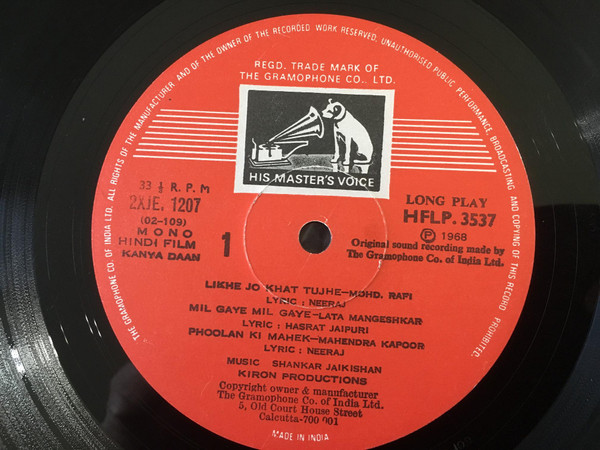 THE GRAMOPHONE CO. OF INDIA LTD. ALL RIGHTS OF THE MANUFACTURER AND OF THE OWNER OF THE RECORDED WORK RESERVED, UNAUTHORISED PUBLIC PERFORMANCE BROADCASTING AND COPYING OF THIS RECORD PROHIBITED.
REGD. TRADE MARK OF
THE GRAMOPHONE CO., LTD.
HIS MASTER'S VOICE
33 ⅓ R. P. M
2XJE. 1207
(02-109)
MONO
HINDI FILM
KANYA DAAN
1
LONG PLAY
HFLP. 3537
Ⓟ 1968
Original sound recording made by
The Gramophone Co. of India Ltd.
LIKHE JO KHAT TUJHE-MOHD. RAFI
LYRIC : NEERAJ
MIL GAYE MIL GAYE-LATA MANGESHKAR
LYRIC : HASRAT JAIPURI
PHOOLAN KI MAHEK-MAHENDRA KAPOOR
LYRIC : NEERAJ
MUSIC SHANKAR JAIKISHAN
KIRON PRODUCTIONS
Copyright owner & manufacturer
The Gramophone Co. of India Ltd.
5, Old Court House Street
Calcutta-700 001
MADE IN INDIA